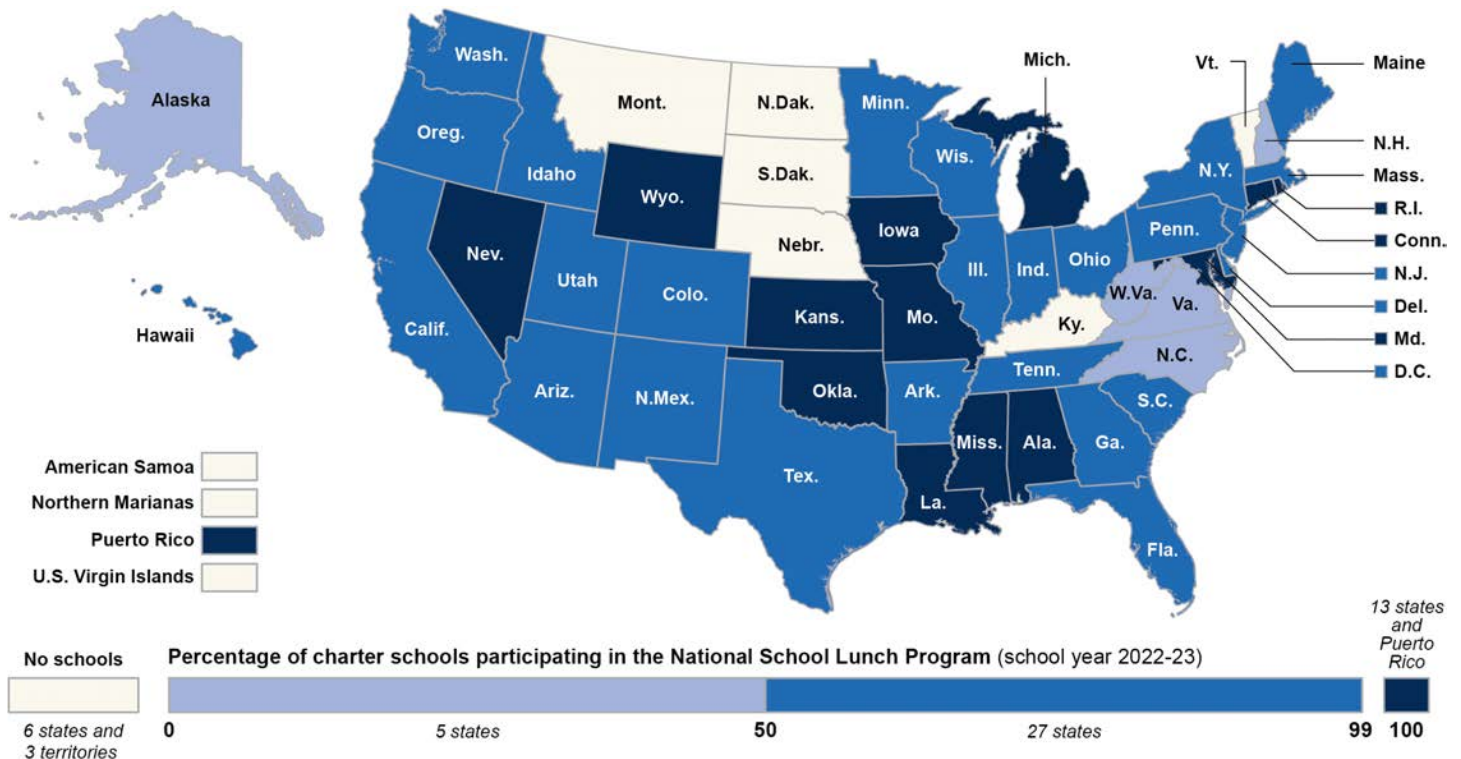 Alaska
Hawaii
Wash.
Oreg.
Calif.
Nev.
Idaho
Mont.
Wyo.
Utah
Colo.
Ariz.
N.Mex.
N.Dak.
S.Dak.
Nebr.
Kans.
Okla.
Tex.
Minn.
Iowa
Mo.
Ark.
La.
Wis.
Ill.
Mich.
Ind.
Ohio
Ky.
Tenn.
Miss.
Ala.
Ga.
Fla.
S.C.
N.C.
Va.
W.Va.
Penn.
N.Y.
Vt.
Maine
N.H.
Mass.
R.I.
Conn.
N.J.
Del.
Md.
D.C.
American Samoa
Northern Marianas
Puerto Rico
U.S. Virgin Islands
No schools
6 states and
3 territories
Percentage of charter schools participating in the National School Lunch Program (school year 2022-23)
0
5 states
50
27 states
99
13 states
and
Puerto
Rico
100